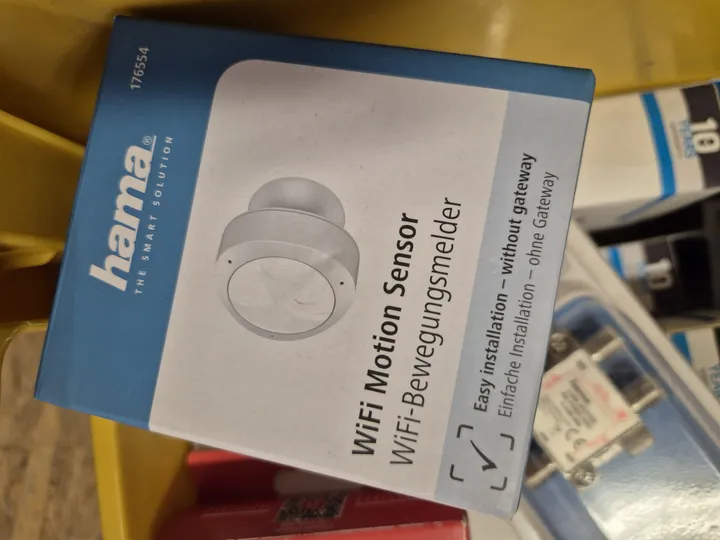 176554
hama®
THE SMART SOLUTION
WiFi Motion Sensor
WiFi-Bewegungsmelder
Easy installation – without gateway
Einfache Installation – ohne Gateway
10
YEARS